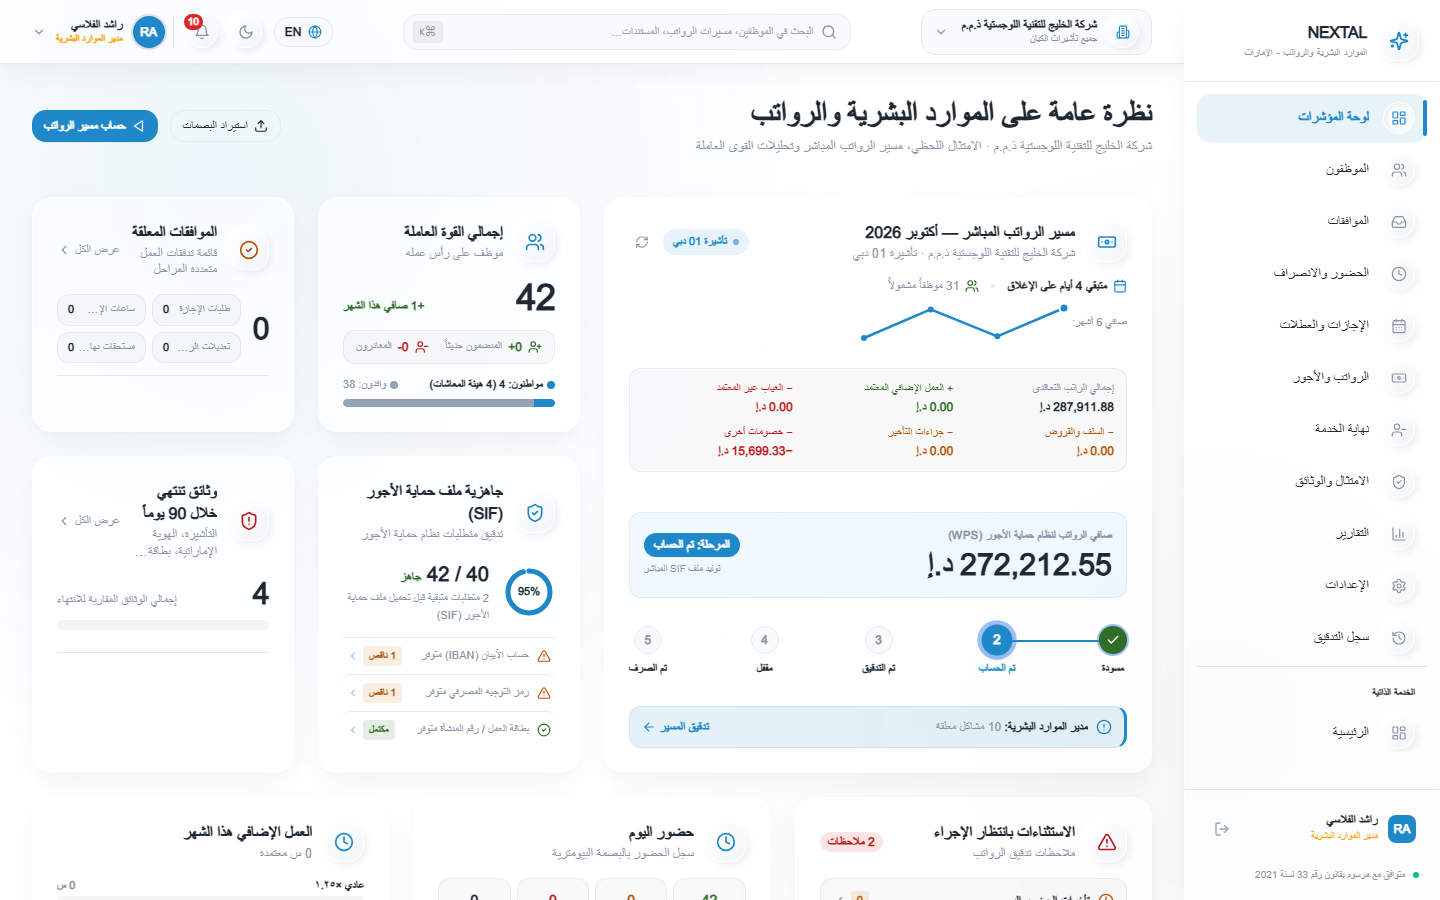 NEXTAL
الموارد البشرية والرواتب - الإمارات
لوحة المؤشرات
الموظفون
الموافقات
الحضور والانصراف
الإجازات والعطلات
الرواتب والأجور
نهاية الخدمة
الامتثال والوثائق
التقارير
الإعدادات
سجل التدقيق
الخدمة الذاتية
الرئيسية
RA
راشد الفلاسي
مدير الموارد البشرية
متوافق مع مرسوم بقانون رقم 33 لسنة 2021
شركة الخليج للتقنية اللوجستية ذ.م.م
جميع تأشيرات الكيان
البحث في الموظفين، مسيرات الرواتب، المستندات...
⌘K
EN
10
RA
راشد الفلاسي
مدير الموارد البشرية
نظرة عامة على الموارد البشرية والرواتب
شركة الخليج للتقنية اللوجستية ذ.م.م · الامتثال اللحظي، مسير الرواتب المباشر وتحليلات القوى العاملة
استيراد البصمات
حساب مسير الرواتب
مسير الرواتب المباشر — أكتوبر 2026
شركة الخليج للتقنية اللوجستية ذ.م.م · تأشيرة 01 دبي
تأشيرة 01 دبي
متبقي 4 أيام على الإغلاق
31 موظفاً مشمولاً
صافي 6 أشهر:
إجمالي الراتب التعاقدي
287,911.88 د.إ
+ العمل الإضافي المعتمد
0.00 د.إ
– الغياب غير المعتمد
0.00 د.إ
– السلف والقروض
0.00 د.إ
– جزاءات التأخير
0.00 د.إ
– خصومات أخرى
–15,699.33 د.إ
صافي الرواتب لنظام حماية الأجور (WPS)
272,212.55 د.إ
المرحلة: تم الحساب
توليد ملف SIF المباشر
مسودة
2
تم الحساب
3
تم التدقيق
4
مقفل
5
تم الصرف
مدير الموارد البشرية: 10 مشاكل معلقة
تدقيق المسير
إجمالي القوة العاملة
موظف على رأس عمله
42
+1 صافي هذا الشهر
المنضمون حديثاً +0
المغادرون -0
مواطنون: 4 (4 هيئة المعاشات)
وافدون: 38
الموافقات المعلقة
قائمة تدفقات العمل متعددة المراحل
عرض الكل
0
طلبات الإجازة 0
ساعات الإ... 0
تعديلات الر... 0
مستحقات نها... 0
جاهزية ملف حماية الأجور (SIF)
تدقيق متطلبات نظام حماية الأجور
95%
40 / 42 جاهز
2 متطلبات متبقية قبل تحميل ملف حماية الأجور (SIF)
حساب الآيبان (IBAN) متوفر
1 ناقص
رمز التوجيه المصرفي متوفر
1 ناقص
بطاقة العمل / رقم المنشأة متوفر
مكتمل
وثائق تنتهي خلال 90 يوماً
التأشيرة، الهوية الإماراتية، بطاقة...
عرض الكل
4
إجمالي الوثائق المقاربة للانتهاء
الاستثناءات بانتظار الإجراء
ملاحظات تدقيق الرواتب
2 ملاحظات
0
حضور اليوم
سجل الحضور بالبصمة البيومترية
42
0
0
0
العمل الإضافي هذا الشهر
0 س معتمدة
عادي ×١.٢٥
0 س